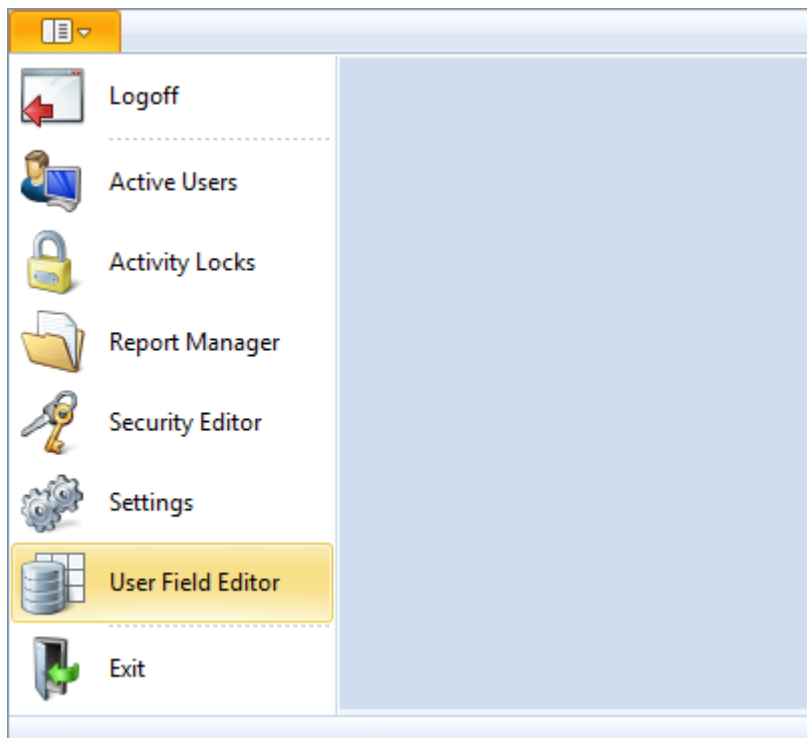 Logoff
Active Users
Activity Locks
Report Manager
Security Editor
Settings
User Field Editor
Exit